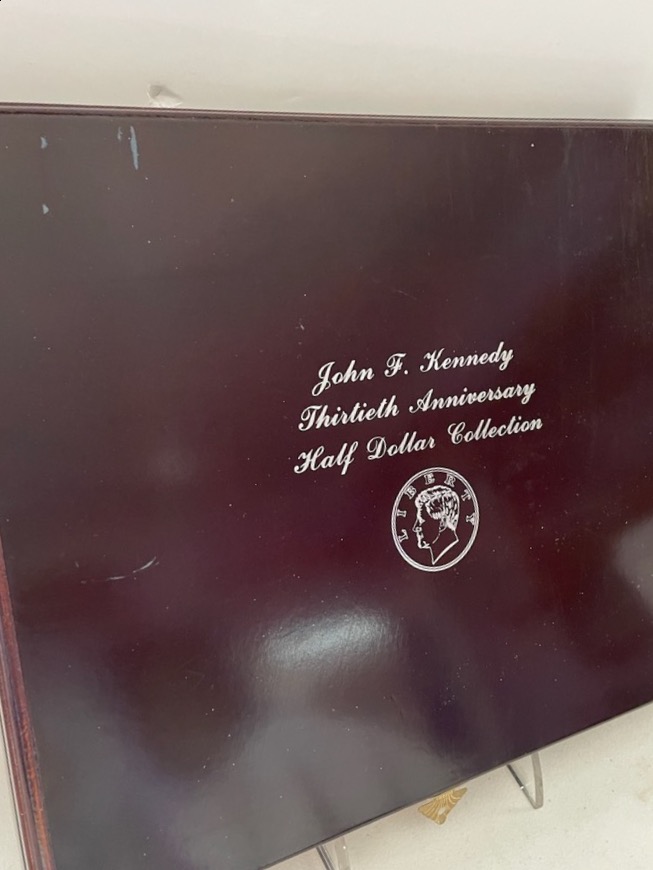 John F. Kennedy
Thirtieth Anniversary
Half Dollar Collection
LIBERTY